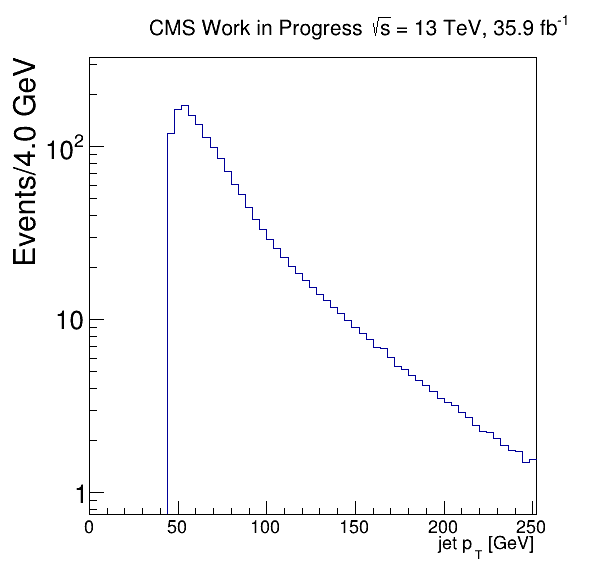 CMS Work in Progress √s = 13 TeV, 35.9 fb⁻¹
Events/4.0 GeV
10²
10
1
0 50 100 150 200 250
jet p_T [GeV]